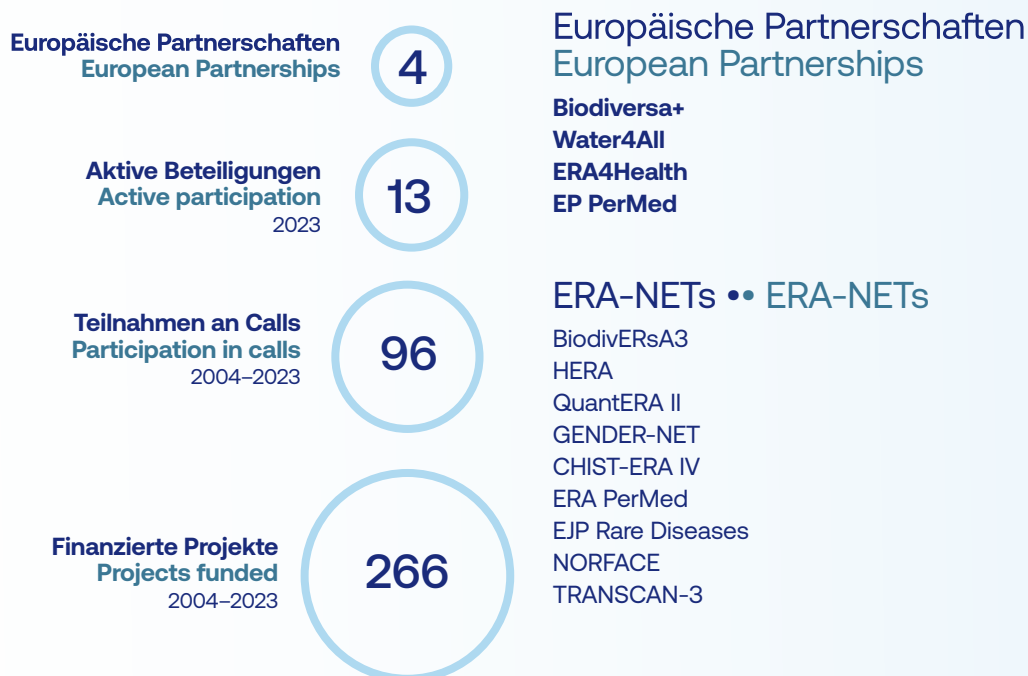 Europäische Partnerschaften
European Partnerships
4
Aktive Beteiligungen
Active participation
2023
13
Teilnahmen an Calls
Participation in calls
2004–2023
96
Finanzierte Projekte
Projects funded
2004–2023
266
Europäische Partnerschaften
European Partnerships
Biodiversa+
Water4All
ERA4Health
EP PerMed
ERA-NETs •• ERA-NETs
BiodivERsA3
HERA
QuantERA II
GENDER-NET
CHIST-ERA IV
ERA PerMed
EJP Rare Diseases
NORFACE
TRANSCAN-3